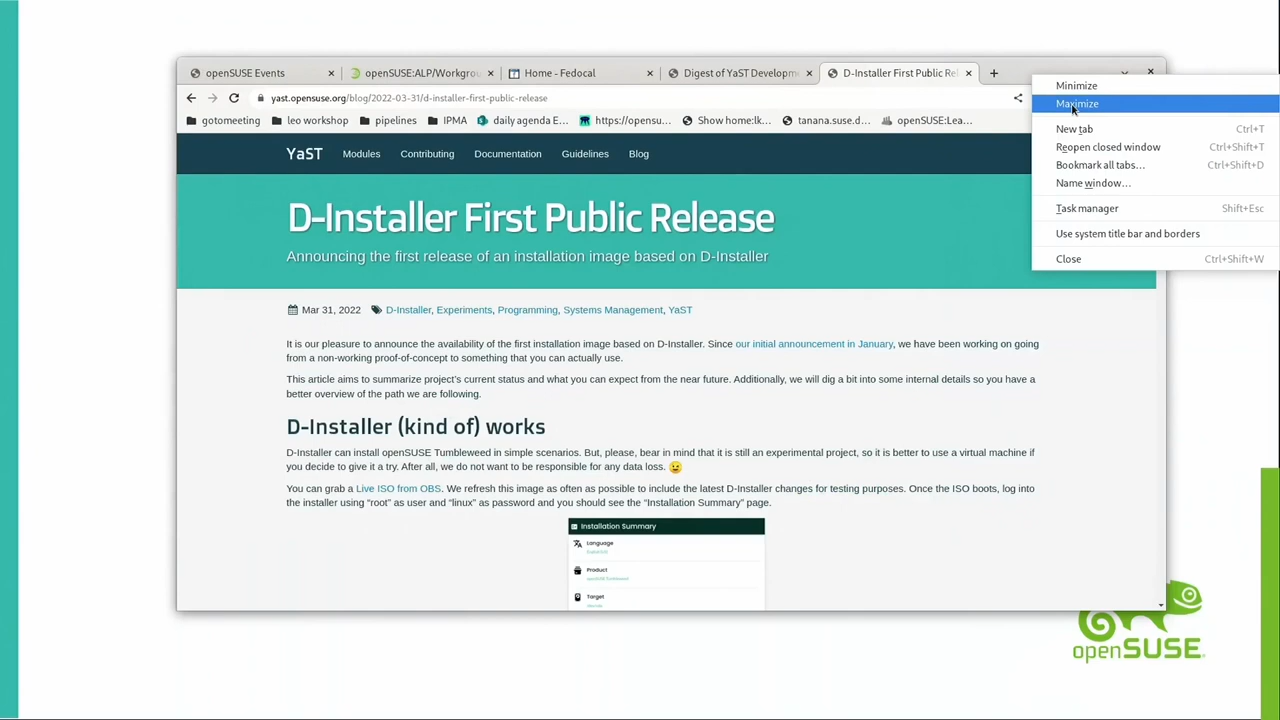 openSUSE Events
openSUSE:ALP/Workgrou
Home - Fedocal
Digest of YaST Developm
D-Installer First Public Rel
yast.opensuse.org/blog/2022-03-31/d-installer-first-public-release
gotomeeting
leo workshop
pipelines
IPMA
daily agenda E...
https://opensu...
Show home:lk...
tanana.suse.d...
openSUSE:Lea...
Minimize
Maximize
New tab Ctrl+T
Reopen closed window Ctrl+Shift+T
Bookmark all tabs... Ctrl+Shift+D
Name window...
Task manager Shift+Esc
Use system title bar and borders
Close Ctrl+Shift+W
YaST Modules Contributing Documentation Guidelines Blog
D-Installer First Public Release
Announcing the first release of an installation image based on D-Installer
Mar 31, 2022 D-Installer, Experiments, Programming, Systems Management, YaST
It is our pleasure to announce the availability of the first installation image based on D-Installer. Since our initial announcement in January, we have been working on going
from a non-working proof-of-concept to something that you can actually use.
This article aims to summarize project's current status and what you can expect from the near future. Additionally, we will dig a bit into some internal details so you have a
better overview of the path we are following.
D-Installer (kind of) works
D-Installer can install openSUSE Tumbleweed in simple scenarios. But, please, bear in mind that it is still an experimental project, so it is better to use a virtual machine if
you decide to give it a try. After all, we do not want to be responsible for any data loss. 😉
You can grab a Live ISO from OBS. We refresh this image as often as possible to include the latest D-Installer changes for testing purposes. Once the ISO boots, log into
the installer using “root” as user and “linux” as password and you should see the “Installation Summary” page.
Installation Summary
Language
Product
openSUSE Tumbleweed
Target
openSUSE